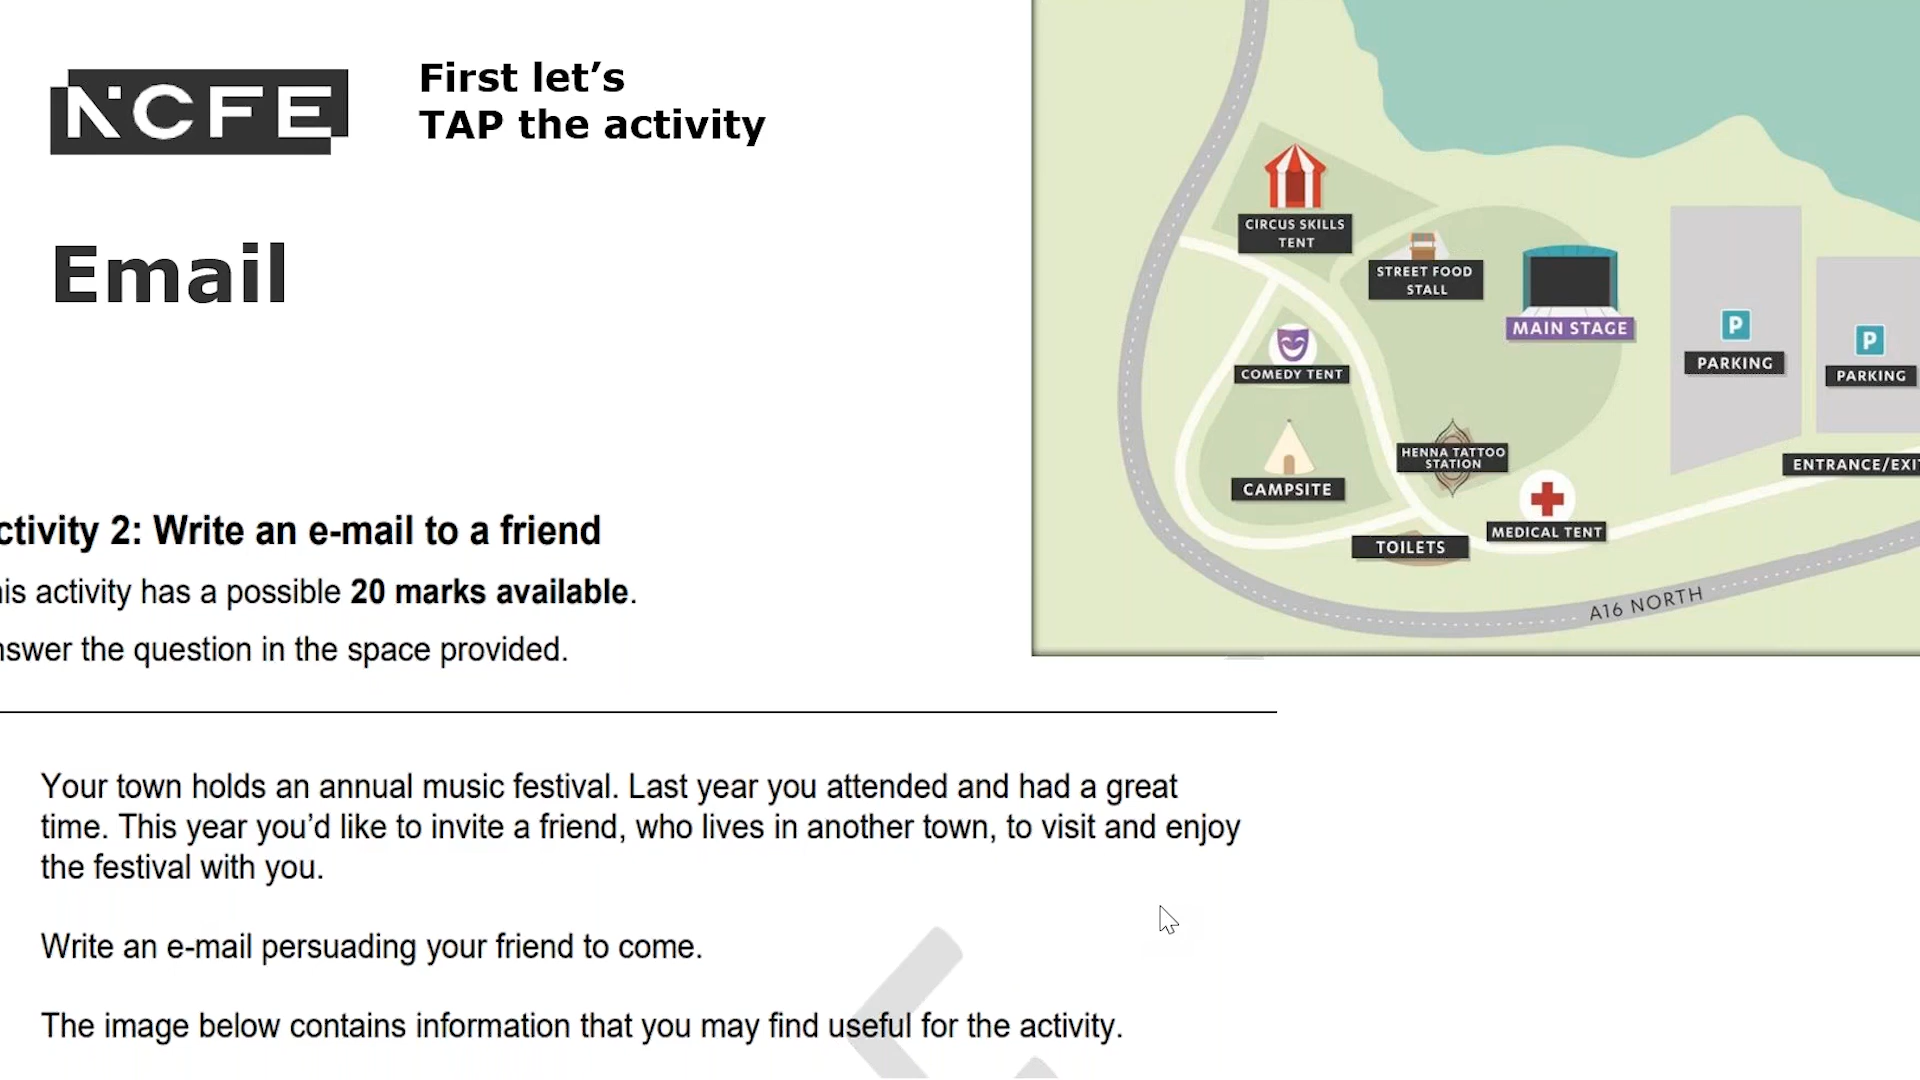 NCFE
First let's
TAP the activity
Email
ctivity 2: Write an e-mail to a friend
is activity has a possible 20 marks available.
nswer the question in the space provided.
Your town holds an annual music festival. Last year you attended and had a great
time. This year you'd like to invite a friend, who lives in another town, to visit and enjoy
the festival with you.
Write an e-mail persuading your friend to come.
The image below contains information that you may find useful for the activity.
CIRCUS SKILLS
TENT
STREET FOOD
STALL
MAIN STAGE
P
PARKING
P
PARKING
COMEDY TENT
HENNA TATTOO
STATION
ENTRANCE/EXI
CAMPSITE
MEDICAL TENT
TOILETS
A16 NORTH